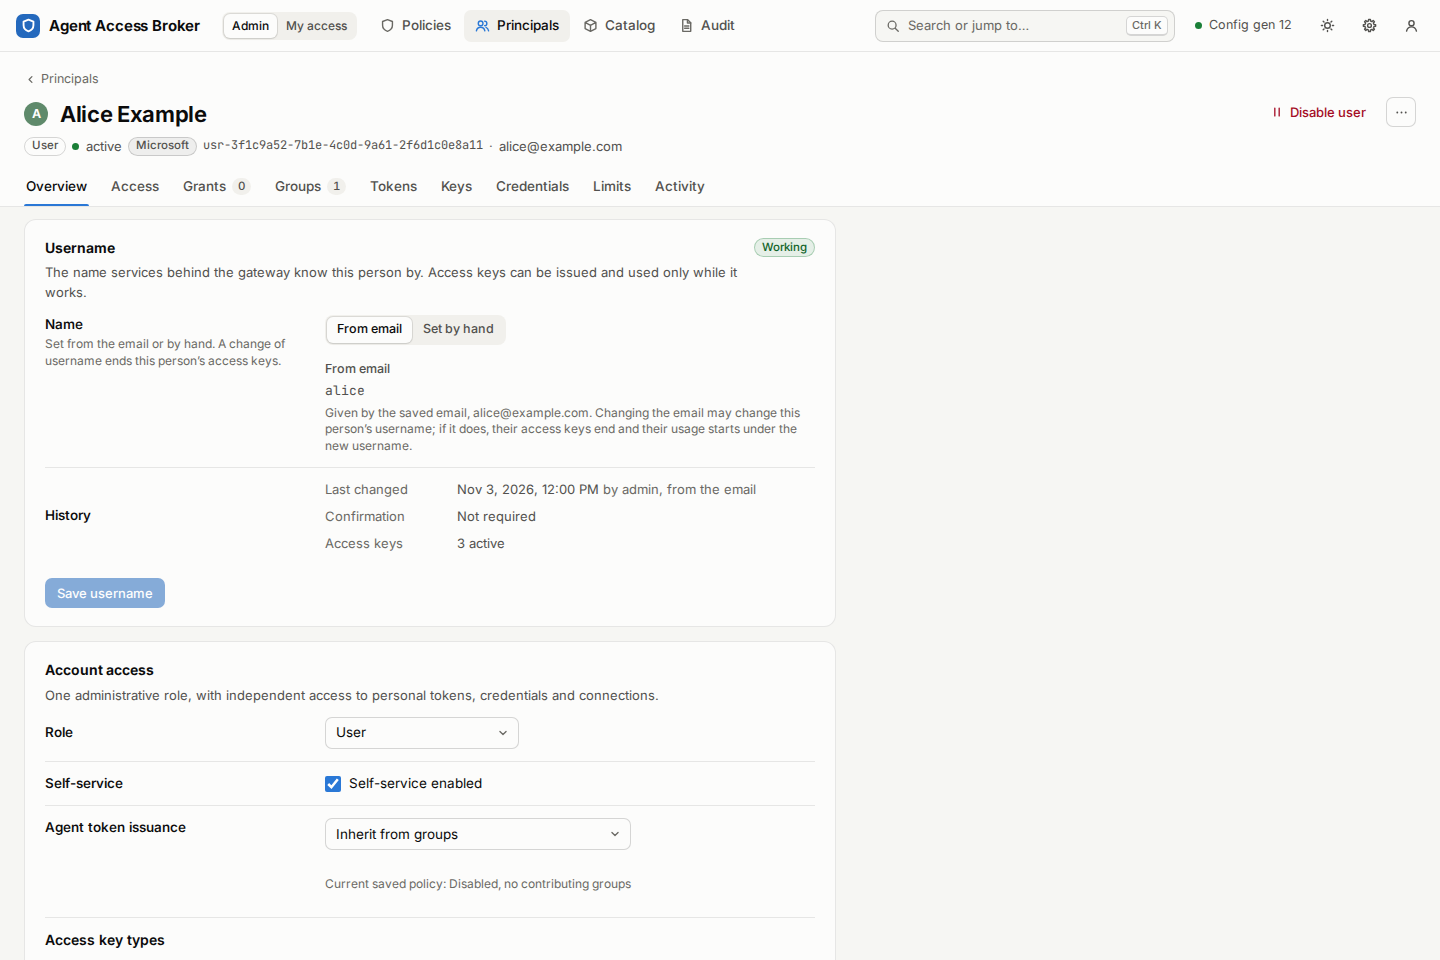 Agent Access Broker Admin My access Policies Principals Catalog Audit Search or jump to... Ctrl K Config gen 12
Principals
A Alice Example Disable user
User active Microsoft usr-3f1c9a52-7b1e-4c0d-9a61-2f6d1c0e8a11 · alice@example.com
Overview Access Grants 0 Groups 1 Tokens Keys Credentials Limits Activity
Username Working
The name services behind the gateway know this person by. Access keys can be issued and used only while it
works.
Name From email Set by hand
Set from the email or by hand. A change of
username ends this person's access keys.
From email
alice
Given by the saved email, alice@example.com. Changing the email may change this
person's username; if it does, their access keys end and their usage starts under the
new username.
History
Last changed Nov 3, 2026, 12:00 PM by admin, from the email
Confirmation Not required
Access keys 3 active
Save username
Account access
One administrative role, with independent access to personal tokens, credentials and connections.
Role User
Self-service Self-service enabled
Agent token issuance Inherit from groups
Current saved policy: Disabled, no contributing groups
Access key types